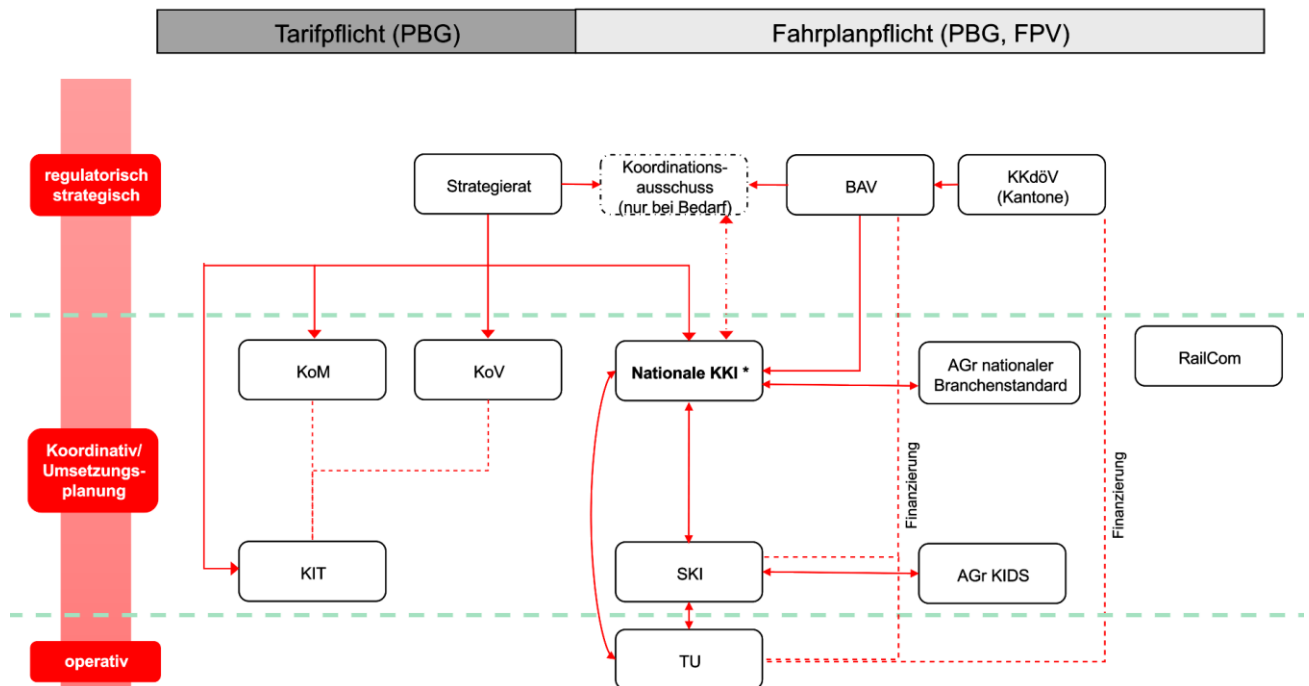 Tarifpflicht (PBG)
Fahrplanpflicht (PBG, FPV)
regulatorisch
strategisch
Strategierat
Koordinations-
ausschuss
(nur bei Bedarf)
BAV
KKdöV
(Kantone)
KoM
KoV
Nationale KKI *
AGr nationaler
Branchenstandard
RailCom
Koordinativ/
Umsetzungs-
planung
Finanzierung
Finanzierung
KIT
SKI
AGr KIDS
operativ
TU